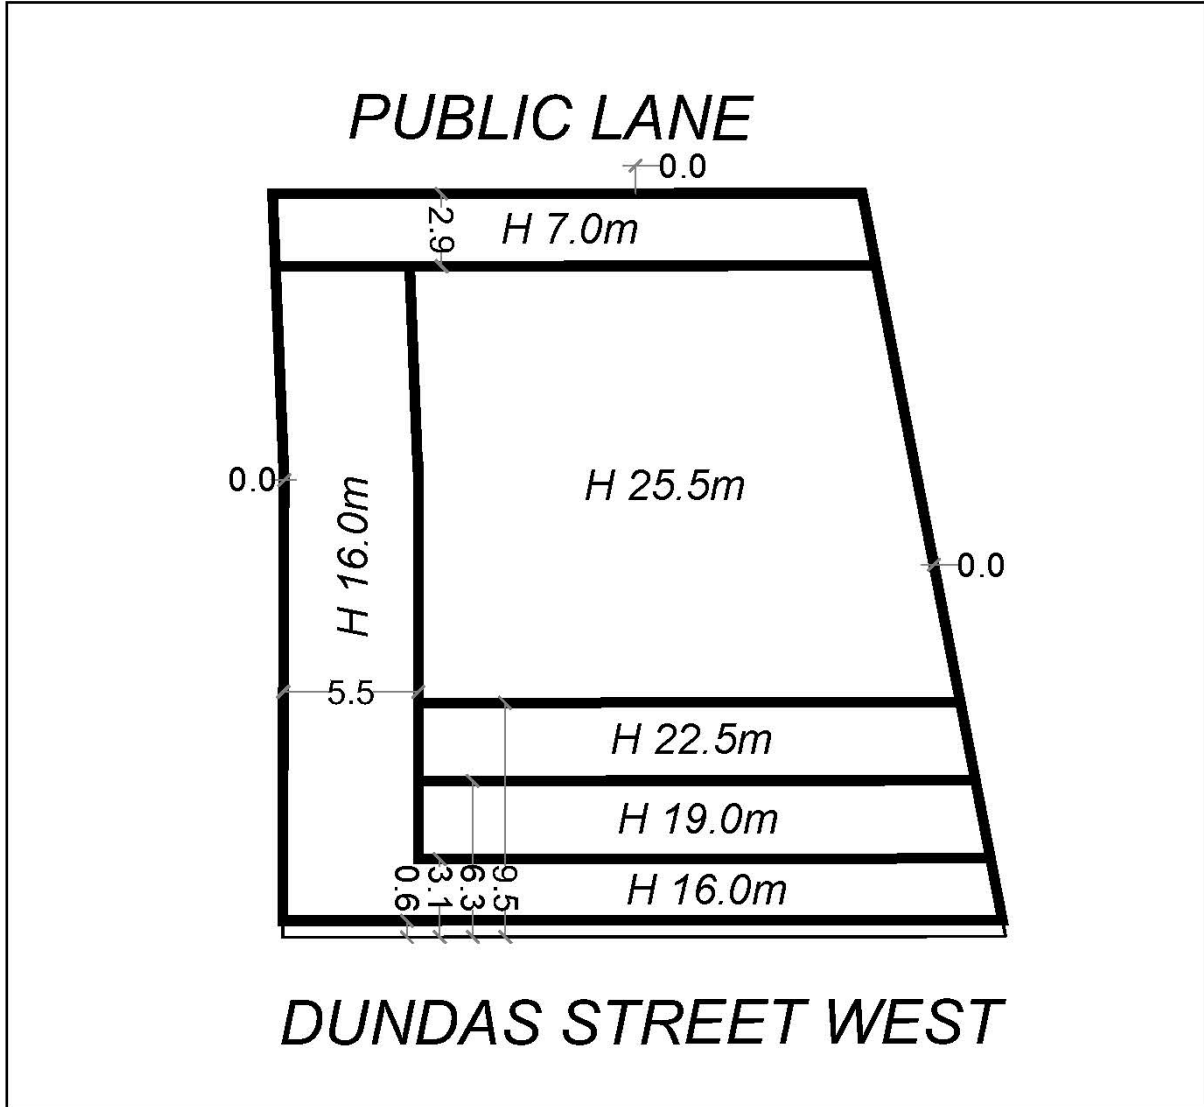 PUBLIC LANE
0.0
2.9
H 7.0m
0.0
H 16.0m
H 25.5m
0.0
5.5
H 22.5m
H 19.0m
0.6
3.1
6.3
9.5
H 16.0m
DUNDAS STREET WEST